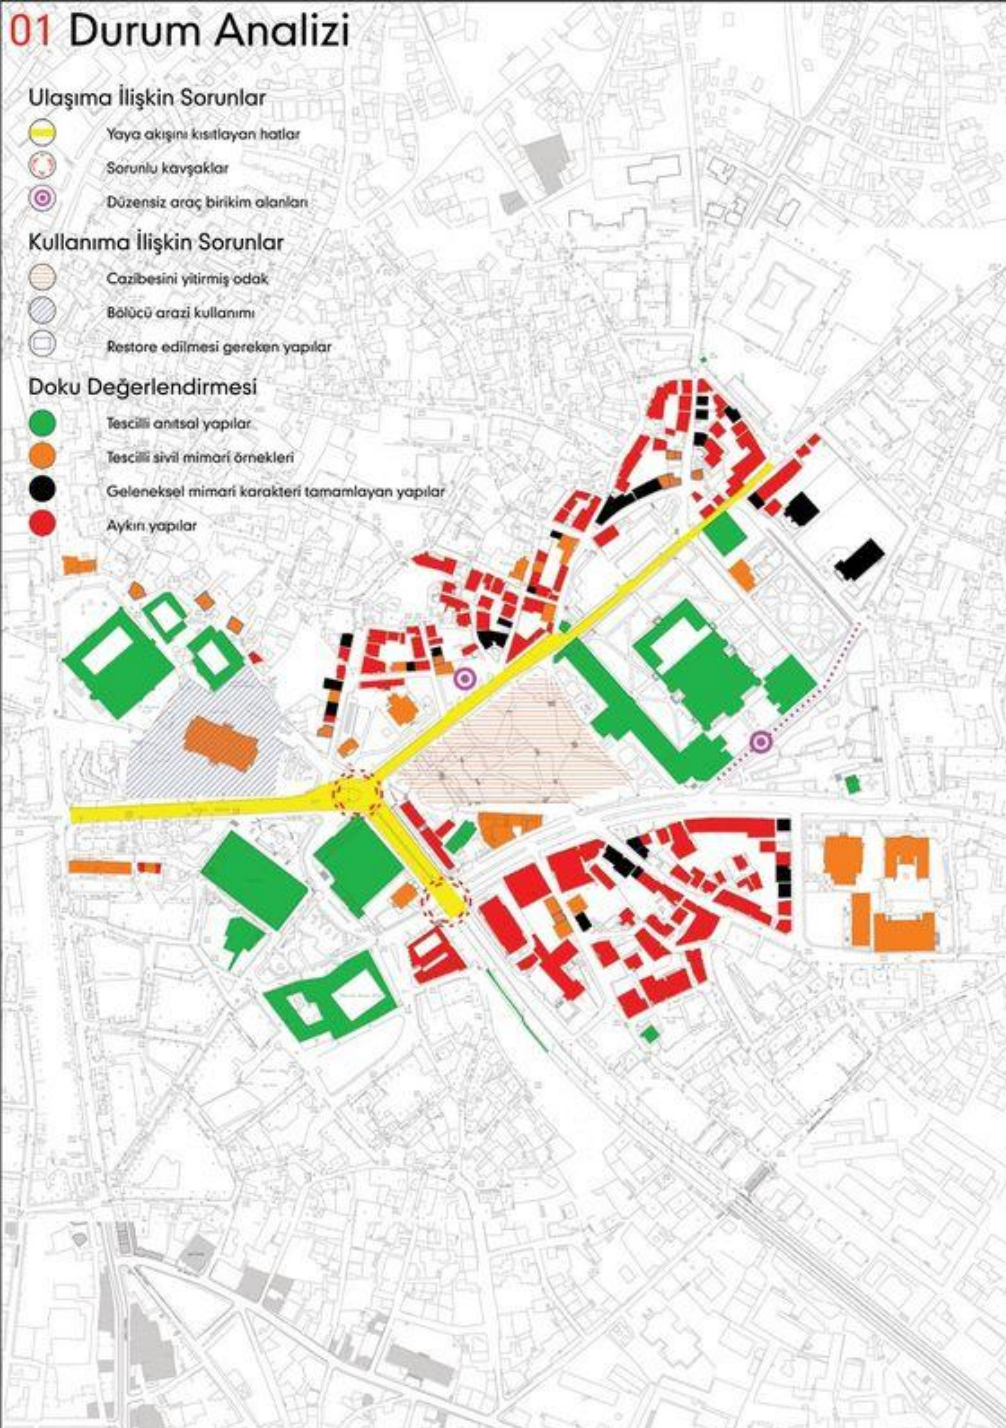 01 Durum Analizi
Ulaşıma İlişkin Sorunlar
Yaya akışını kısıtlayan hatlar
Sorunlu kavşaklar
Düzensiz araç birikim alanları
Kullanıma İlişkin Sorunlar
Cazibesini yitirmiş odak
Bölücü arazi kullanımı
Restore edilmesi gereken yapılar
Doku Değerlendirmesi
Tescilli anıtsal yapılar
Tescilli sivil mimari örnekleri
Geleneksel mimari karakteri tamamlayan yapılar
Aykırı yapılar